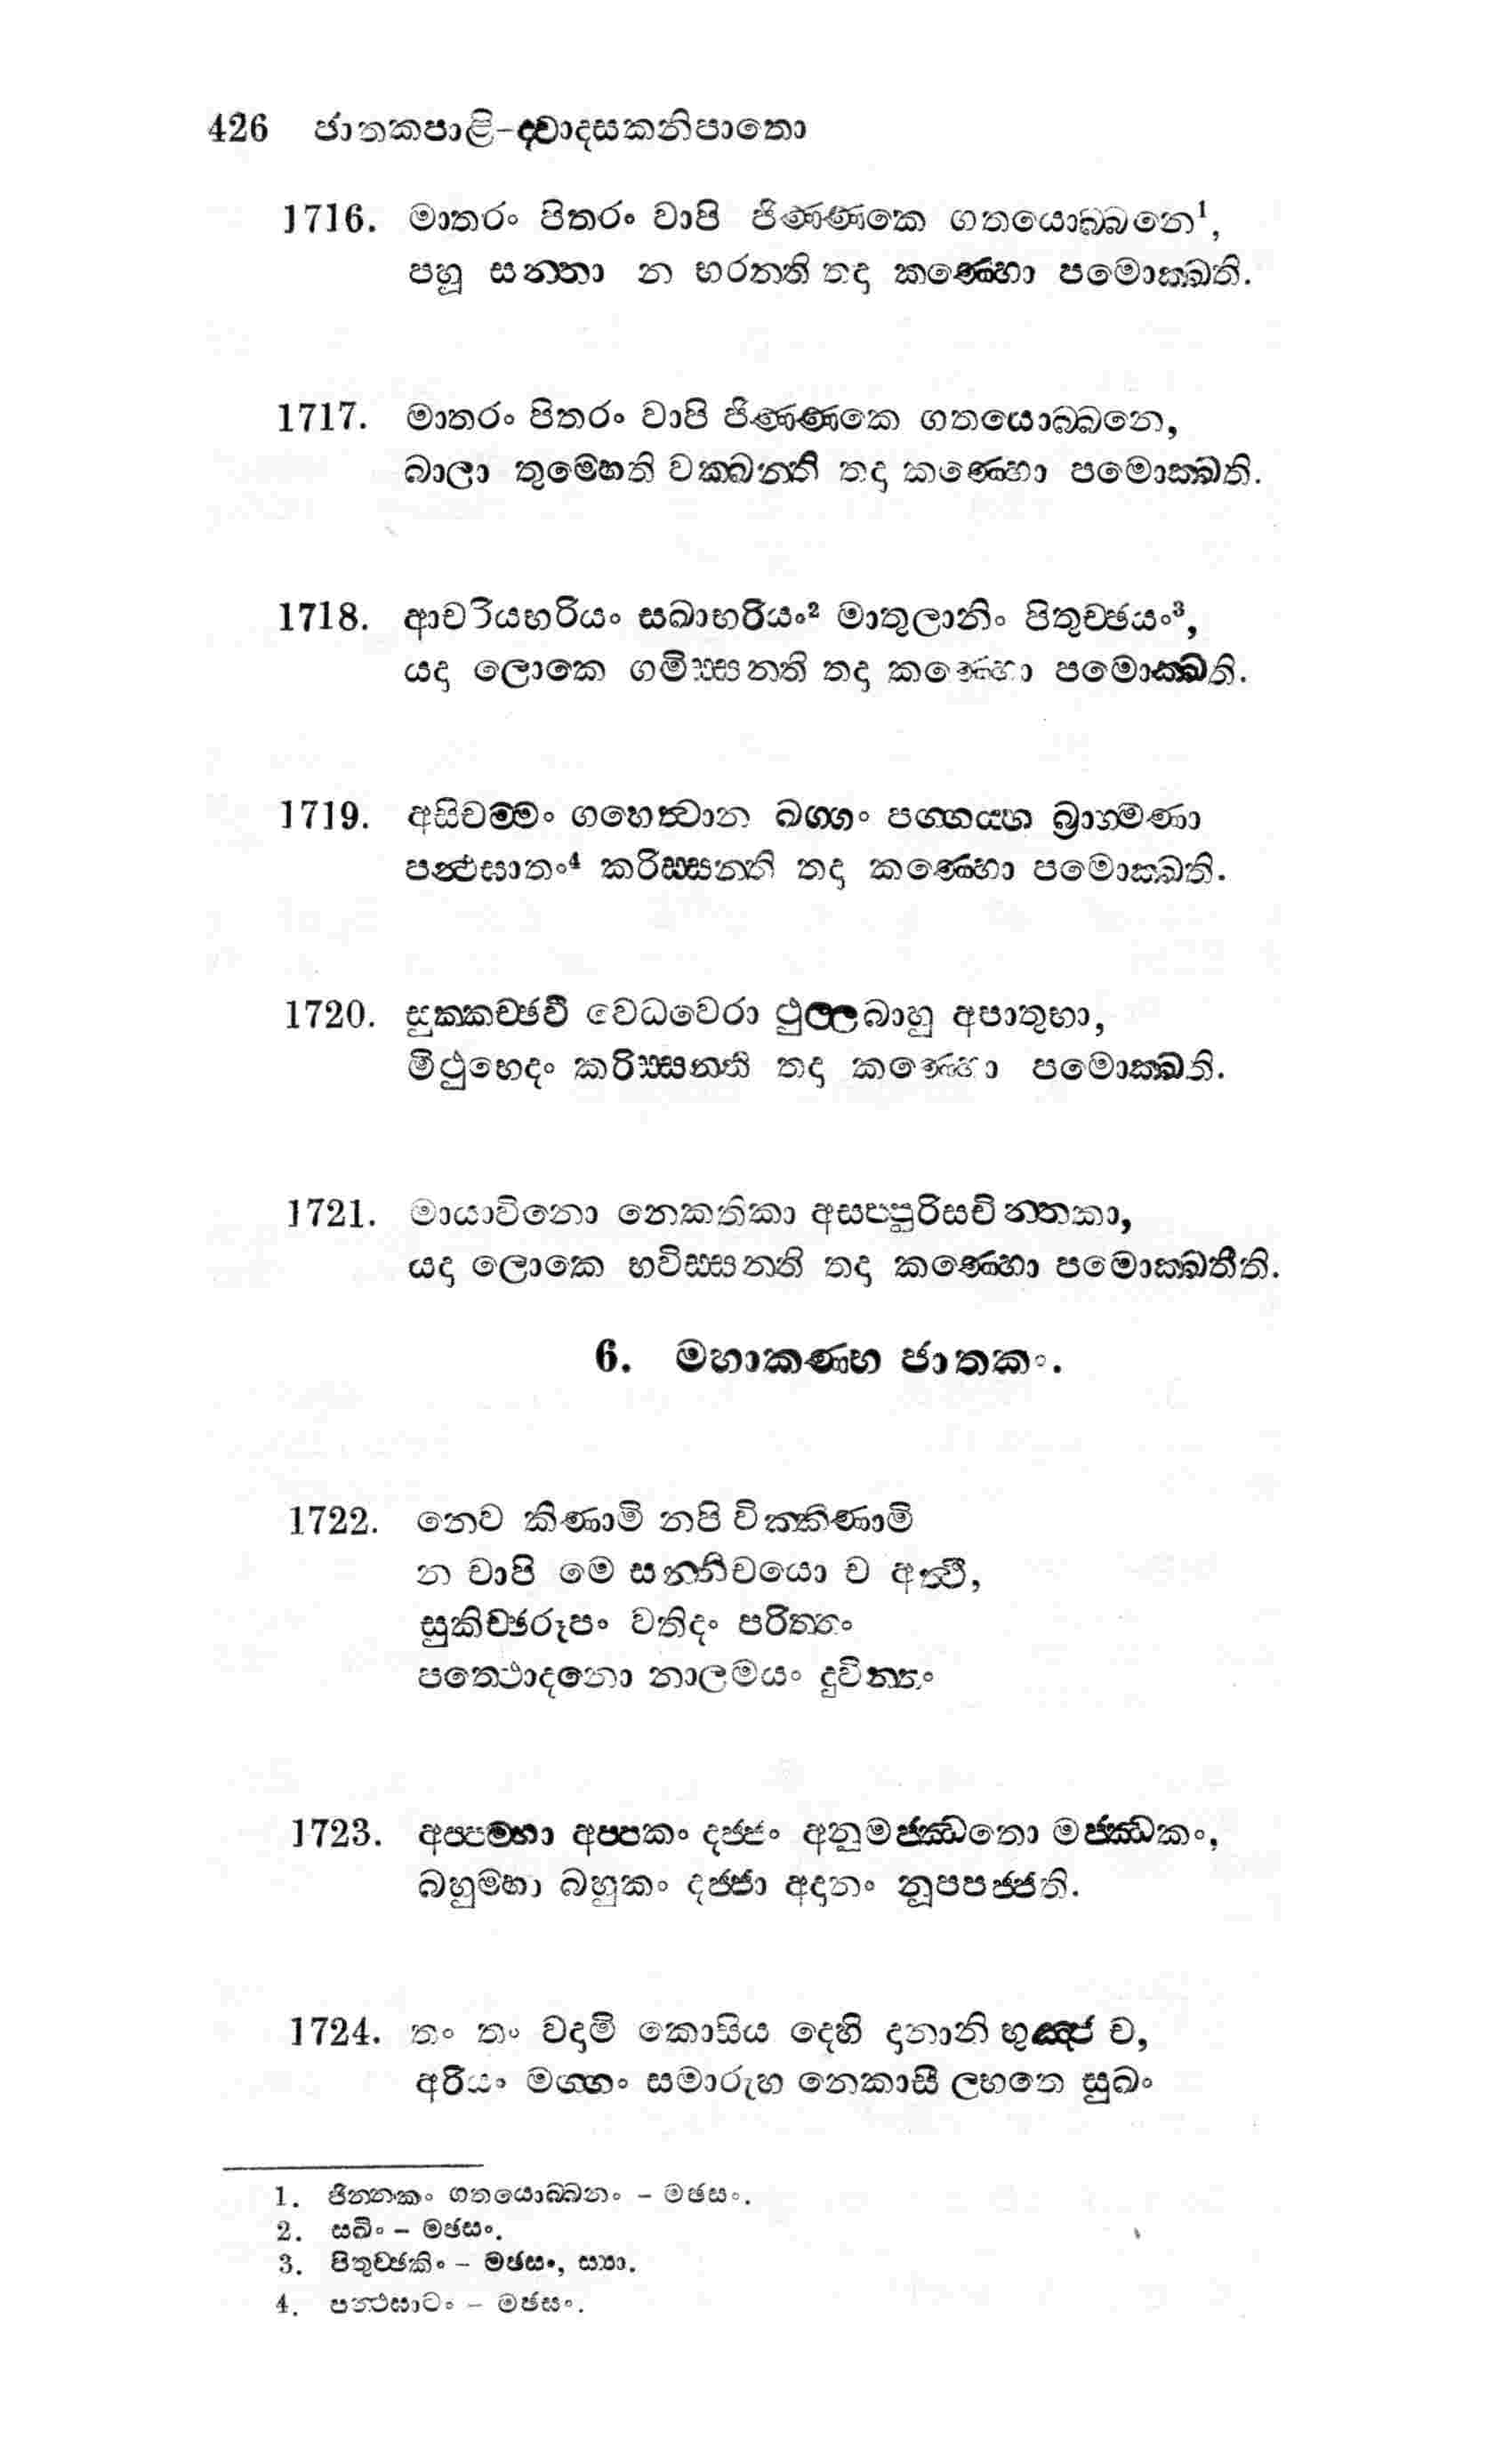 426 ජාතකපාළි-ද්වාදසකනිපාතො
1716. මාතරං පිතරං වාපි ජිණ්ණකෙ ගතයොබ්බනෙ¹,
පහූ සන්තා න භරන්ති තදා කණ්හො පමොක්ඛති.
1717. මාතරං පිතරං වාපි ජිණ්ණකෙ ගතයොබ්බනෙ,
බාලා තුම්හෙති වක්ඛන්ති තදා කණ්හො පමොක්ඛති.
1718. ආචරියභරියං සඛාභරියං² මාතුලානිං පිතුච්ඡයං³,
යදා ලොකෙ ගමිස්සන්ති තදා කණ්හො පමොක්ඛති.
1719. අසිචම්මං ගහෙත්වාන ඛග්ගං පග්ගය්හ බ්‍රාහ්මණා
පන්ථඝාතං⁴ කරිස්සන්ති තදා කණ්හො පමොක්ඛති.
1720. සුක්කච්ඡවී වෙධවෙරා ථුල්ලබාහු අපාතුභා,
මිථුභෙදං කරිස්සන්ති තදා කණ්හො පමොක්ඛති.
1721. මායාවිනො නෙකතිකා අසප්පුරිසචින්තකා,
යදා ලොකෙ භවිස්සන්ති තදා කණ්හො පමොක්ඛතීති.
6. මහාකණ්හ ජාතකං.
1722. නෙව කිණාමි නපි වික්කිණාමි
න චාපි මෙ සන්නිචයො ච අත්ථි,
සුකිච්ඡරූපං වතිදං පරිත්තං
පත්ථොදනො නාලමයං දුවින්නං
1723. අප්පම්හා අප්පකං දජ්ජං අනුමජ්ඣතො මජ්ඣකං,
බහුම්හා බහුකං දජ්ජා අදානං නූපපජ්ජති.
1724. තං තං වදාමි කොසිය දෙහි දානානි භුඤ්ජ ච,
අරියං මග්ගං සමාරුහ නෙකාසී ලභතෙ සුඛං
1. ජින්නකං ගතයොබ්බනං - මඡසං.
2. සඛිං - මඡසං.
3. පිතුච්ඡකිං - මඡසං, ස්‍යා.
4. පන්ථඝාටං - මඡසං.